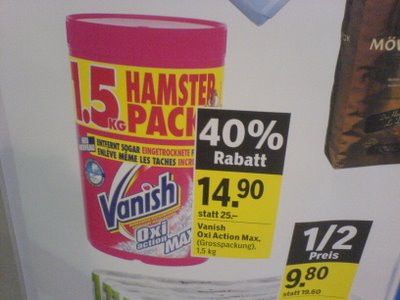 1.5 KG
HAMSTER
PACK
ENTFERNT SOGAR EINGETROCKNETE
ENLÈVE MÊME LES TACHES INCR
Vanish
Oxi
action
MAX
40%
Rabatt
14.90
statt 25.–
Vanish
Oxi Action Max,
(Grosspackung),
1,5 kg
MÖV
1/2
Preis
9.80
statt 19.60